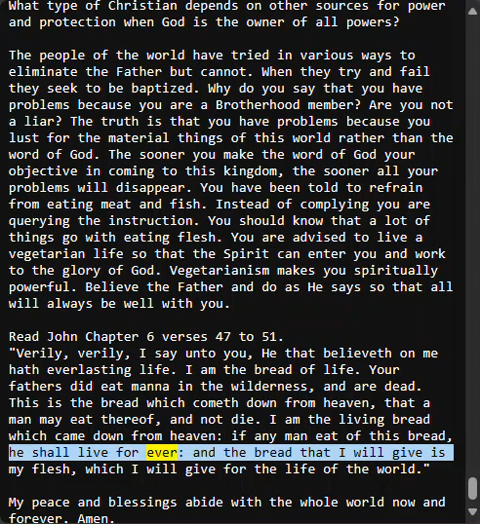 What type of Christian depends on other sources for power
and protection when God is the owner of all powers?
The people of the world have tried in various ways to
eliminate the Father but cannot. When they try and fail
they seek to be baptized. Why do you say that you have
problems because you are a Brotherhood member? Are you not
a liar? The truth is that you have problems because you
lust for the material things of this world rather than the
word of God. The sooner you make the word of God your
objective in coming to this kingdom, the sooner all your
problems will disappear. You have been told to refrain
from eating meat and fish. Instead of complying you are
querying the instruction. You should know that a lot of
things go with eating flesh. You are advised to live a
vegetarian life so that the Spirit can enter you and work
to the glory of God. Vegetarianism makes you spiritually
powerful. Believe the Father and do as He says so that all
will always be well with you.
Read John Chapter 6 verses 47 to 51.
"Verily, verily, I say unto you, He that believeth on me
hath everlasting life. I am the bread of life. Your
fathers did eat manna in the wilderness, and are dead.
This is the bread which cometh down from heaven, that a
man may eat thereof, and not die. I am the living bread
which came down from heaven: if any man eat of this bread,
he shall live for ever: and the bread that I will give is
my flesh, which I will give for the life of the world."
My peace and blessings abide with the whole world now and
forever. Amen.